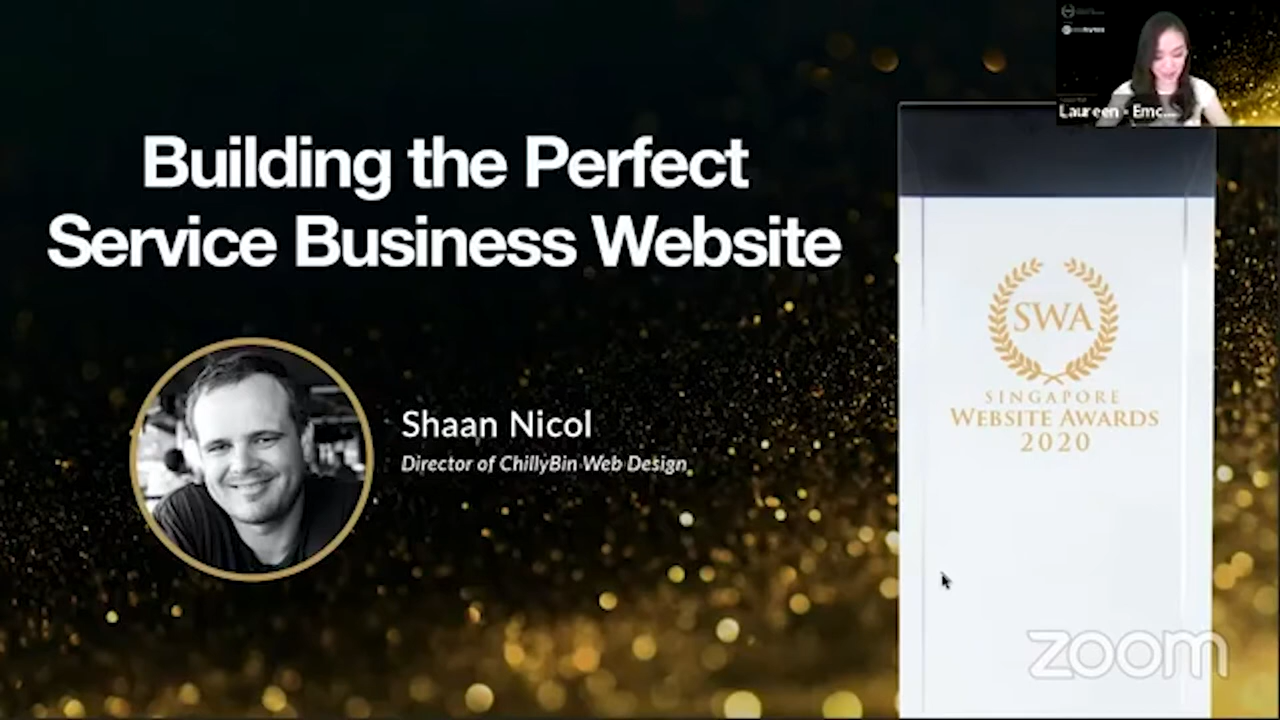 Building the Perfect
Service Business Website
Shaan Nicol
Director of ChillyBin Web Design
Laureen - Emc...
SWA
SINGAPORE
WEBSITE AWARDS
2020
zoom